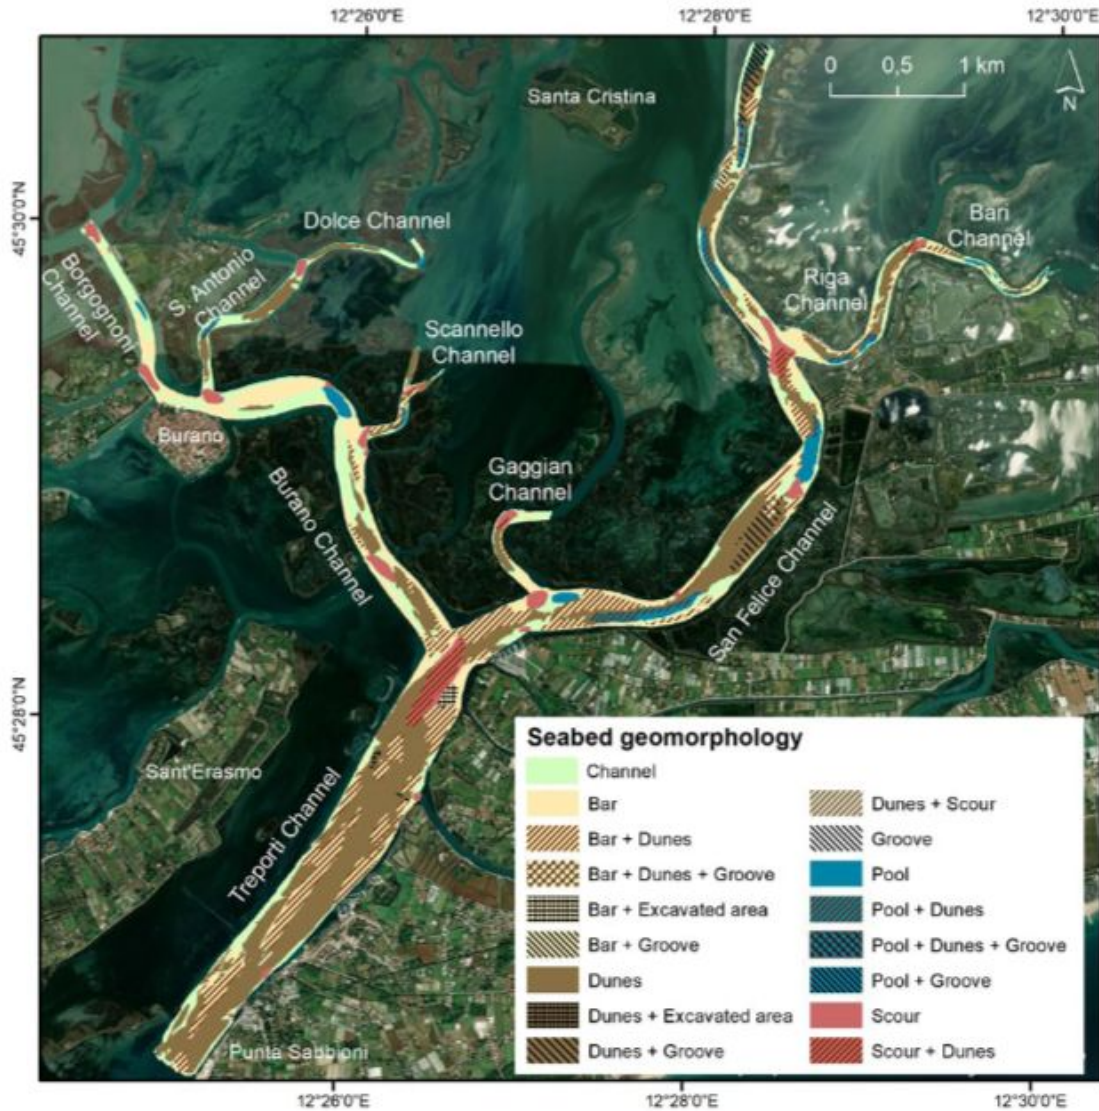 12°26'0"E
12°28'0"E
12°30'0"E
0
0,5
1 km
N
Santa Cristina
45°30'0"N
Dolce Channel
Bari
Channel
Borgognoni
Channel
S. Antonio
Channel
Riga
Channel
Scannello
Channel
Burano
Gaggian
Channel
Burano Channel
San Felice Channel
45°28'0"N
Sant'Erasmo
Treporti Channel
Punta Sabbioni
Seabed geomorphology
Channel
Bar
Bar + Dunes
Bar + Dunes + Groove
Bar + Excavated area
Bar + Groove
Dunes
Dunes + Excavated area
Dunes + Groove
Dunes + Scour
Groove
Pool
Pool + Dunes
Pool + Dunes + Groove
Pool + Groove
Scour
Scour + Dunes
12°26'0"E
12°28'0"E
12°30'0"E